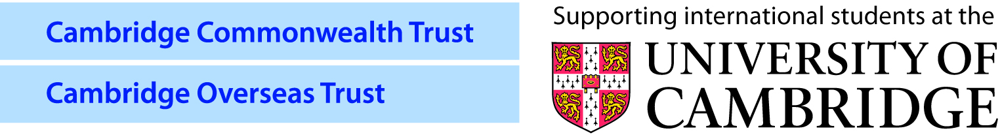 Cambridge Commonwealth Trust
Cambridge Overseas Trust
Supporting international students at the
UNIVERSITY OF
CAMBRIDGE